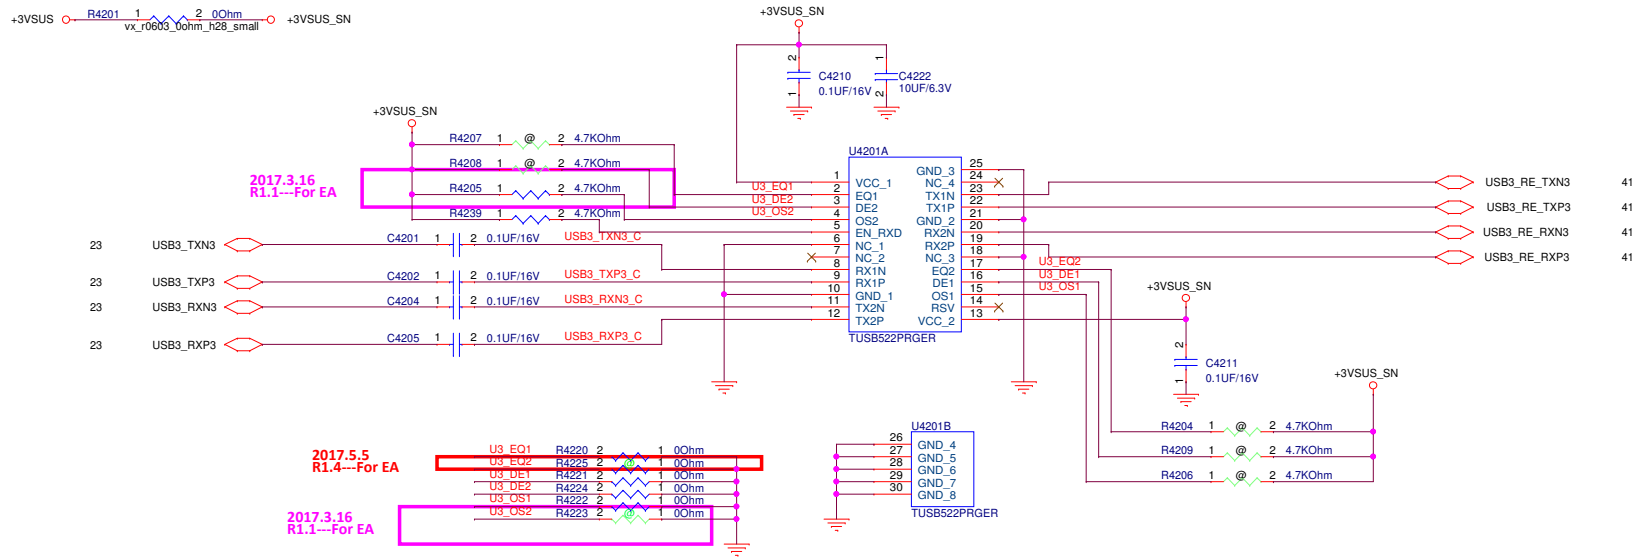 +3VSUS R4201 1 2 0Ohm +3VSUS_SN
vx_r0603_0ohm_h28_small
+3VSUS_SN
2 1
C4210 C4222
0.1UF/16V 10UF/6.3V
1 2
+3VSUS_SN
R4207 1 @ 2 4.7KOhm
R4208 1 @ 2 4.7KOhm
2017.3.16
R1.1---For EA
R4205 1 2 4.7KOhm
R4239 1 2 4.7KOhm
U3_EQ1
U3_DE2
U3_OS2
U4201A
1 VCC_1
2 EQ1
3 DE2
4 OS2
5 EN_RXD
6 NC_1
7 NC_2
8 RX1N
9 RX1P
10 GND_1
11 TX2N
12 TX2P
GND_3 25
NC_4 24
TX1N 23
TX1P 22
GND_2 21
RX2N 20
RX2P 19
NC_3 18
EQ2 17
DE1 16
OS1 15
RSV 14
VCC_2 13
TUSB522PRGER
U3_EQ2
U3_DE1
U3_OS1
23 USB3_TXN3 C4201 1 2 0.1UF/16V USB3_TXN3_C
23 USB3_TXP3 C4202 1 2 0.1UF/16V USB3_TXP3_C
23 USB3_RXN3 C4204 1 2 0.1UF/16V USB3_RXN3_C
23 USB3_RXP3 C4205 1 2 0.1UF/16V USB3_RXP3_C
USB3_RE_TXN3 41
USB3_RE_TXP3 41
USB3_RE_RXN3 41
USB3_RE_RXP3 41
+3VSUS_SN
2
C4211
0.1UF/16V
1
+3VSUS_SN
R4204 1 @ 2 4.7KOhm
R4209 1 @ 2 4.7KOhm
R4206 1 @ 2 4.7KOhm
2017.5.5
R1.4---For EA
U3_EQ1 R4220 2 1 0Ohm
U3_EQ2 R4225 2 @ 1 0Ohm
U3_DE1 R4221 2 1 0Ohm
U3_DE2 R4224 2 1 0Ohm
U3_OS1 R4222 2 1 0Ohm
U3_OS2 R4223 2 @ 1 0Ohm
2017.3.16
R1.1---For EA
U4201B
26 GND_4
27 GND_5
28 GND_6
29 GND_7
30 GND_8
TUSB522PRGER